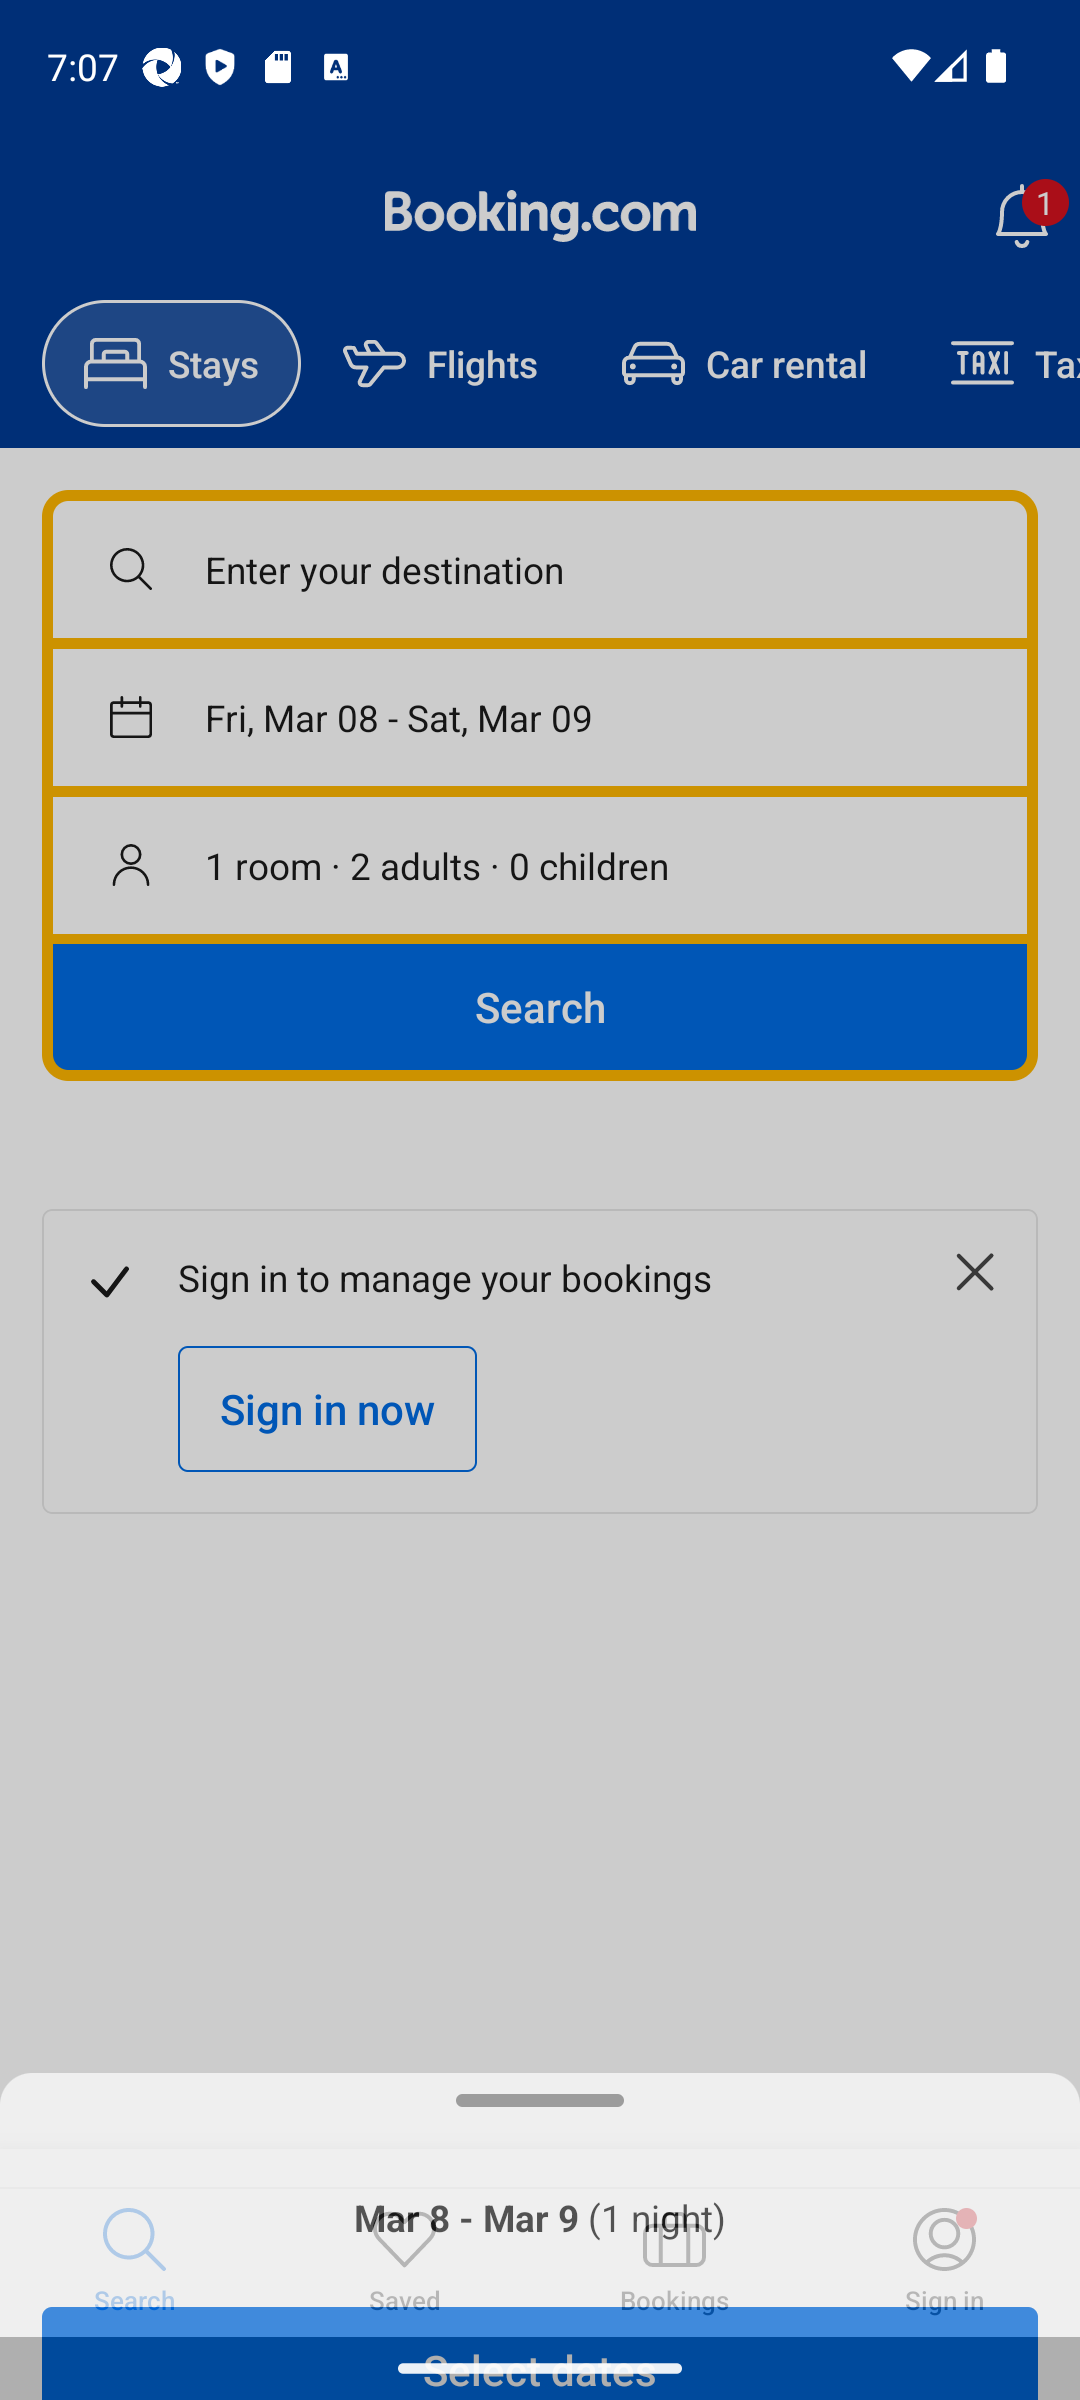 7:07
Booking.com
1
Stays
Flights
Car rental
TAXI
Tax
Enter your destination
Fri, Mar 08 - Sat, Mar 09
1 room · 2 adults · 0 children
Search
Sign in to manage your bookings
Sign in now
Mar 8 - Mar 9 (1 night)
Search
Saved
Bookings
Sign in
Select dates